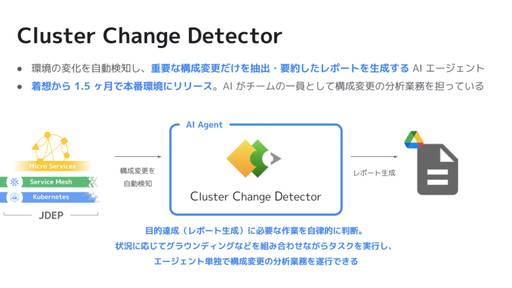 Cluster Change Detector
● 環境の変化を自動検知し、重要な構成変更だけを抽出・要約したレポートを生成する AI エージェント
● 着想から 1.5 ヶ月で本番環境にリリース。AI がチームの一員として構成変更の分析業務を担っている
AI Agent
Micro Services
Service Mesh
Kubernetes
JDEP
構成変更を
自動検知
Cluster Change Detector
レポート生成
目的達成（レポート生成）に必要な作業を自律的に判断。
状況に応じてグラウンディングなどを組み合わせながらタスクを実行し、
エージェント単独で構成変更の分析業務を遂行できる